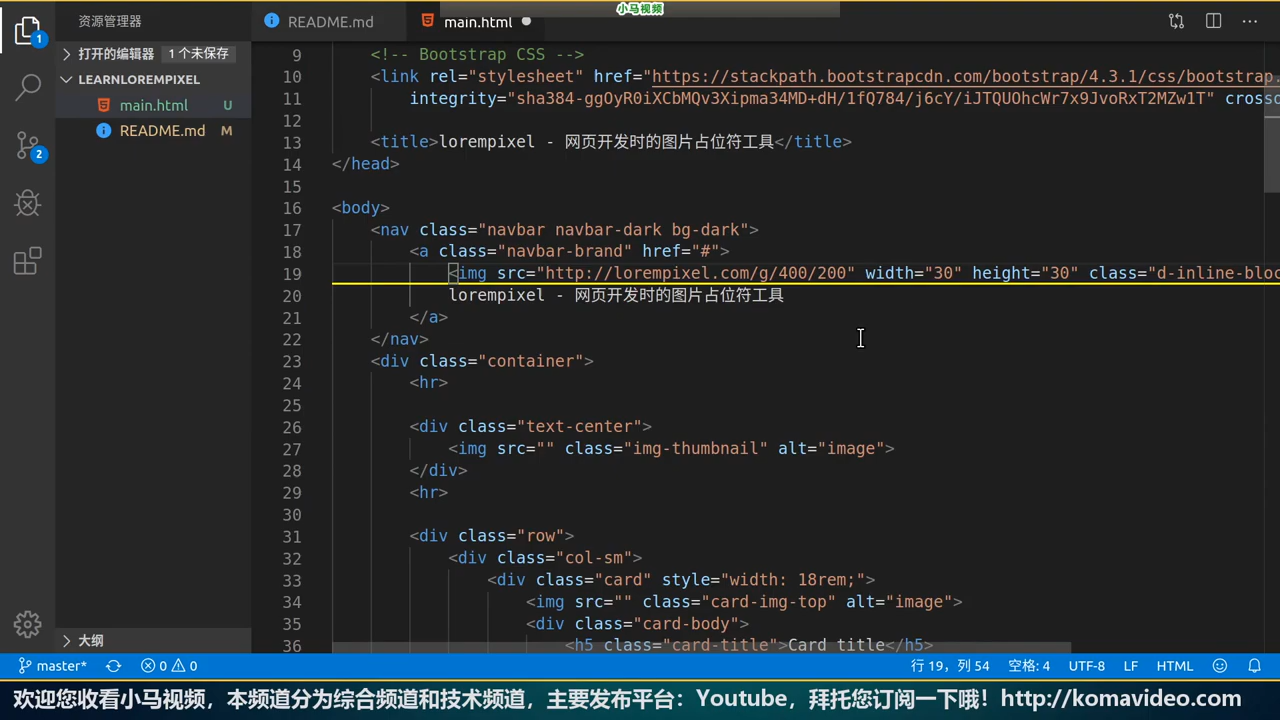 小马视频
资源管理器
README.md
main.html
1
打开的编辑器
1 个未保存
LEARNLOREMPIXEL
main.html
U
README.md
M
2
大纲
9 <!-- Bootstrap CSS -->
10 <link rel="stylesheet" href="https://stackpath.bootstrapcdn.com/bootstrap/4.3.1/css/bootstrap.
11 integrity="sha384-ggOyR0iXCbMQv3Xipma34MD+dH/1fQ784/j6cY/iJTQUOhcWr7x9JvoRxT2MZw1T" crosso
12
13 <title>lorempixel - 网页开发时的图片占位符工具</title>
14 </head>
15
16 <body>
17 <nav class="navbar navbar-dark bg-dark">
18 <a class="navbar-brand" href="#">
19 <img src="http://lorempixel.com/g/400/200" width="30" height="30" class="d-inline-bloc
20 lorempixel - 网页开发时的图片占位符工具
21 </a>
22 </nav>
23 <div class="container">
24 <hr>
25
26 <div class="text-center">
27 <img src="" class="img-thumbnail" alt="image">
28 </div>
29 <hr>
30
31 <div class="row">
32 <div class="col-sm">
33 <div class="card" style="width: 18rem;">
34 <img src="" class="card-img-top" alt="image">
35 <div class="card-body">
36 <h5 class="card-title">Card title</h5>
master*
0
0
行 19，列 54
空格: 4
UTF-8
LF
HTML
欢迎您收看小马视频，本频道分为综合频道和技术频道，主要发布平台：Youtube，拜托您订阅一下哦！http://komavideo.com